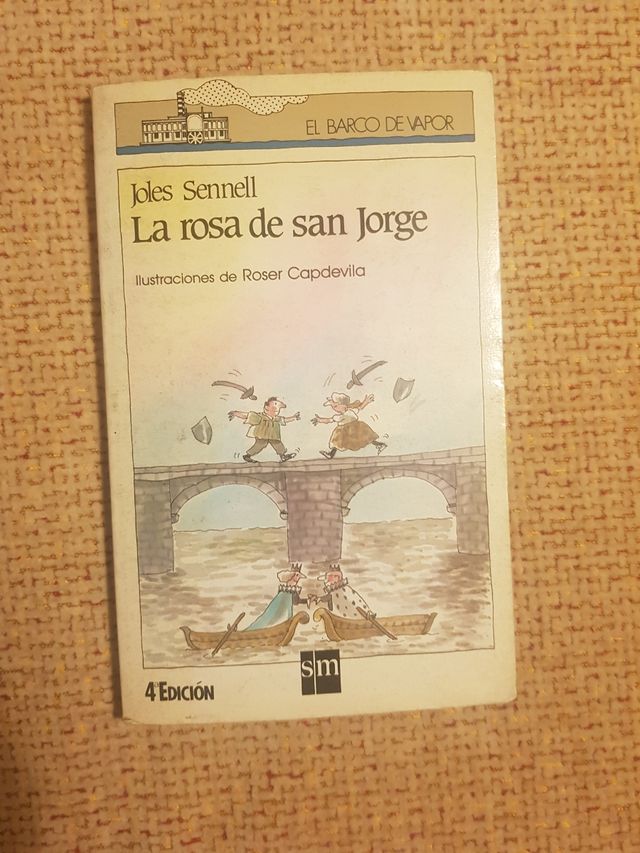 EL BARCO DE VAPOR
Joles Sennell
La rosa de san Jorge
Ilustraciones de Roser Capdevila
sm
4ª EDICIÓN